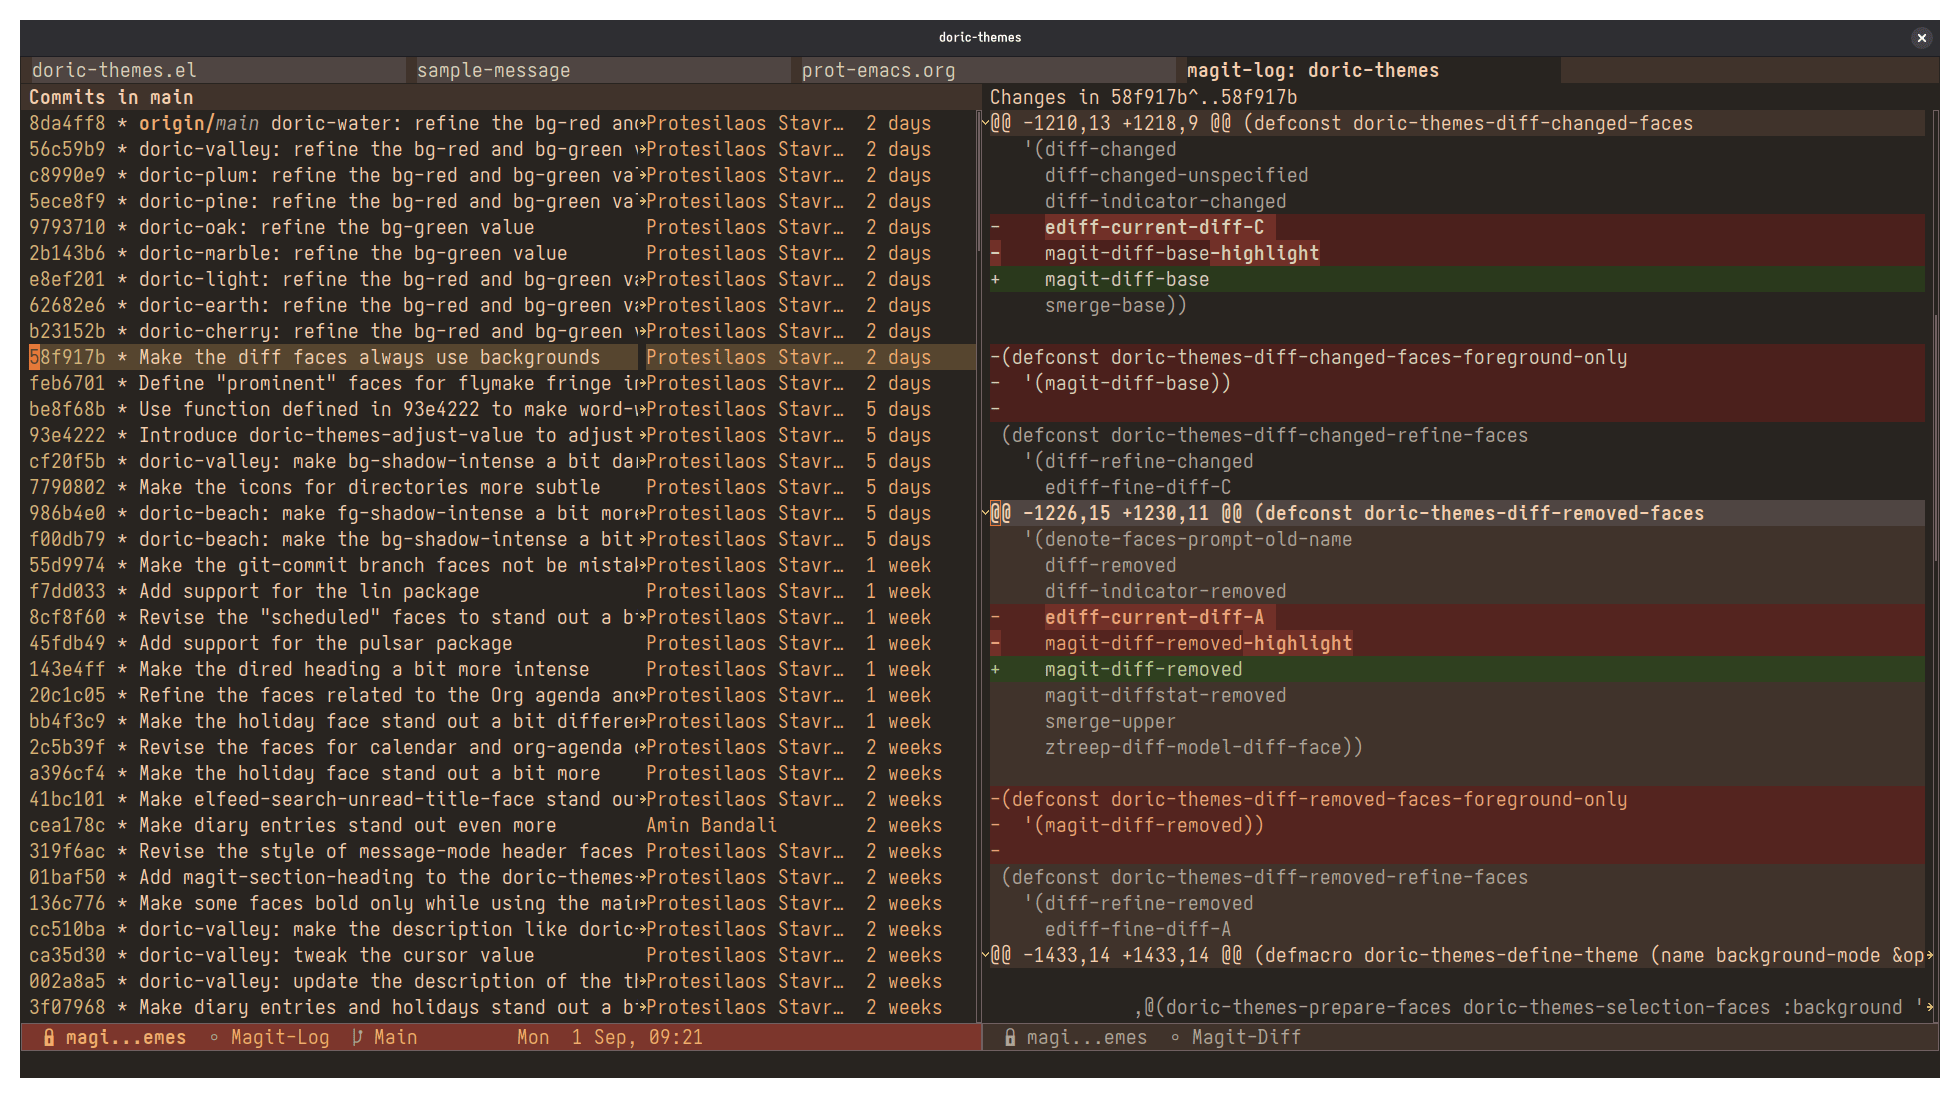 doric-themes
doric-themes.el sample-message prot-emacs.org magit-log: doric-themes
Commits in main
8da4ff8 * origin/main doric-water: refine the bg-red an Protesilaos Stavr… 2 days
56c59b9 * doric-valley: refine the bg-red and bg-green Protesilaos Stavr… 2 days
c8990e9 * doric-plum: refine the bg-red and bg-green va Protesilaos Stavr… 2 days
5ece8f9 * doric-pine: refine the bg-red and bg-green va Protesilaos Stavr… 2 days
9793710 * doric-oak: refine the bg-green value Protesilaos Stavr… 2 days
2b143b6 * doric-marble: refine the bg-green value Protesilaos Stavr… 2 days
e8ef201 * doric-light: refine the bg-red and bg-green v Protesilaos Stavr… 2 days
62682e6 * doric-earth: refine the bg-red and bg-green v Protesilaos Stavr… 2 days
b23152b * doric-cherry: refine the bg-red and bg-green Protesilaos Stavr… 2 days
58f917b * Make the diff faces always use backgrounds Protesilaos Stavr… 2 days
feb6701 * Define "prominent" faces for flymake fringe i Protesilaos Stavr… 2 days
be8f68b * Use function defined in 93e4222 to make word- Protesilaos Stavr… 5 days
93e4222 * Introduce doric-themes-adjust-value to adjust Protesilaos Stavr… 5 days
cf20f5b * doric-valley: make bg-shadow-intense a bit da Protesilaos Stavr… 5 days
7790802 * Make the icons for directories more subtle Protesilaos Stavr… 5 days
986b4e0 * doric-beach: make fg-shadow-intense a bit more Protesilaos Stavr… 5 days
f00db79 * doric-beach: make the bg-shadow-intense a bit Protesilaos Stavr… 5 days
55d9974 * Make the git-commit branch faces not be mista Protesilaos Stavr… 1 week
f7dd033 * Add support for the lin package Protesilaos Stavr… 1 week
8cf8f60 * Revise the "scheduled" faces to stand out a b Protesilaos Stavr… 1 week
45fdb49 * Add support for the pulsar package Protesilaos Stavr… 1 week
143e4ff * Make the dired heading a bit more intense Protesilaos Stavr… 1 week
20c1c05 * Refine the faces related to the Org agenda an Protesilaos Stavr… 1 week
bb4f3c9 * Make the holiday face stand out a bit differe Protesilaos Stavr… 1 week
2c5b39f * Revise the faces for calendar and org-agenda Protesilaos Stavr… 2 weeks
a396cf4 * Make the holiday face stand out a bit more Protesilaos Stavr… 2 weeks
41bc101 * Make elfeed-search-unread-title-face stand ou Protesilaos Stavr… 2 weeks
cea178c * Make diary entries stand out even more Amin Bandali 2 weeks
319f6ac * Revise the style of message-mode header faces Protesilaos Stavr… 2 weeks
01baf50 * Add magit-section-heading to the doric-themes- Protesilaos Stavr… 2 weeks
136c776 * Make some faces bold only while using the mai Protesilaos Stavr… 2 weeks
cc510ba * doric-valley: make the description like doric- Protesilaos Stavr… 2 weeks
ca35d30 * doric-valley: tweak the cursor value Protesilaos Stavr… 2 weeks
002a8a5 * doric-valley: update the description of the th Protesilaos Stavr… 2 weeks
3f07968 * Make diary entries and holidays stand out a b Protesilaos Stavr… 2 weeks
magi...emes ◦ Magit-Log Main Mon 1 Sep, 09:21
Changes in 58f917b^..58f917b
@@ -1210,13 +1218,9 @@ (defconst doric-themes-diff-changed-faces
'(diff-changed
diff-changed-unspecified
diff-indicator-changed
- ediff-current-diff-C
- magit-diff-base-highlight
+ magit-diff-base
smerge-base))
-(defconst doric-themes-diff-changed-faces-foreground-only
- '(magit-diff-base))
-
(defconst doric-themes-diff-changed-refine-faces
'(diff-refine-changed
ediff-fine-diff-C
@@ -1226,15 +1230,11 @@ (defconst doric-themes-diff-removed-faces
'(denote-faces-prompt-old-name
diff-removed
diff-indicator-removed
- ediff-current-diff-A
- magit-diff-removed-highlight
+ magit-diff-removed
magit-diffstat-removed
smerge-upper
ztreep-diff-model-diff-face))
-(defconst doric-themes-diff-removed-faces-foreground-only
- '(magit-diff-removed))
-
(defconst doric-themes-diff-removed-refine-faces
'(diff-refine-removed
ediff-fine-diff-A
@@ -1433,14 +1433,14 @@ (defmacro doric-themes-define-theme (name background-mode &op
,@(doric-themes-prepare-faces doric-themes-selection-faces :background '
magi...emes ◦ Magit-Diff